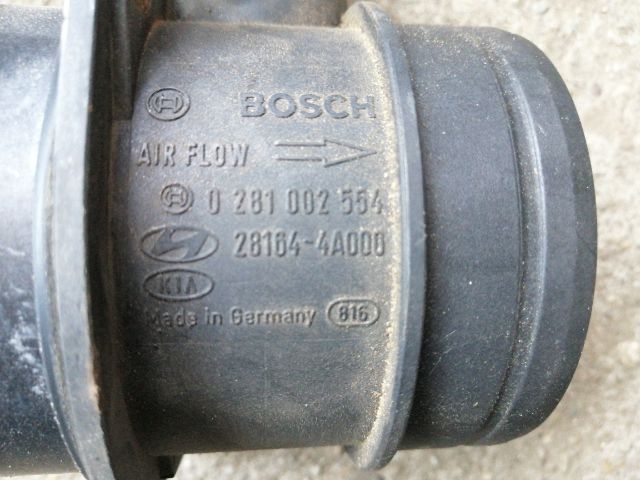 BOSCH
AIR FLOW
0 281 002 554
28164-4A000
KIA
Made in Germany 816